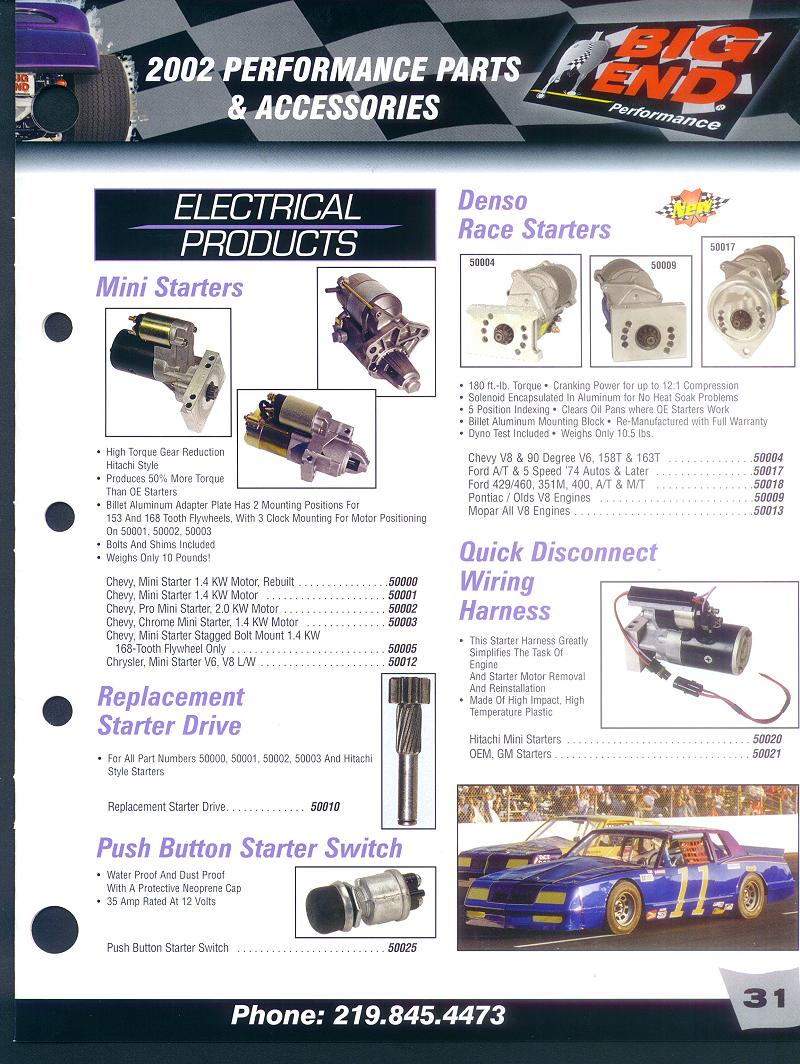 2002 PERFORMANCE PARTS
& ACCESSORIES
BIG
END
Performance
ELECTRICAL
PRODUCTS
Mini Starters
• High Torque Gear Reduction
Hitachi Style
• Produces 50% More Torque
Than OE Starters
• Billet Aluminum Adapter Plate Has 2 Mounting Positions For
153 And 168 Tooth Flywheels, With 3 Clock Mounting For Motor Positioning
On 50001, 50002, 50003
• Bolts And Shims Included
• Weighs Only 10 Pounds!
Chevy, Mini Starter 1.4 KW Motor, Rebuilt . . . . . . . . . . . . . . . . 50000
Chevy, Mini Starter 1.4 KW Motor . . . . . . . . . . . . . . . . . . . . . 50001
Chevy, Pro Mini Starter, 2.0 KW Motor . . . . . . . . . . . . . . . . . . 50002
Chevy, Chrome Mini Starter, 1.4 KW Motor . . . . . . . . . . . . . . 50003
Chevy, Mini Starter Stagged Bolt Mount 1.4 KW
168-Tooth Flywheel Only . . . . . . . . . . . . . . . . . . . . . . . . . . . 50005
Chrysler, Mini Starter V6, V8 L/W . . . . . . . . . . . . . . . . . . . . . . 50012
Replacement
Starter Drive
• For All Part Numbers 50000, 50001, 50002, 50003 And Hitachi
Style Starters
Replacement Starter Drive. . . . . . . . . . . . . . 50010
Push Button Starter Switch
• Water Proof And Dust Proof
With A Protective Neoprene Cap
• 35 Amp Rated At 12 Volts
Push Button Starter Switch . . . . . . . . . . . . . . . . . . . . . . . . . . 50025
Denso
Race Starters
New
50004
50009
50017
• 180 ft.-lb. Torque • Cranking Power for up to 12:1 Compression
• Solenoid Encapsulated In Aluminum for No Heat Soak Problems
• 5 Position Indexing • Clears Oil Pans where OE Starters Work
• Billet Aluminum Mounting Block • Re-Manufactured with Full Warranty
• Dyno Test Included • Weighs Only 10.5 lbs.
Chevy V8 & 90 Degree V6, 158T & 163T . . . . . . . . . . . . . . . 50004
Ford A/T & 5 Speed '74 Autos & Later . . . . . . . . . . . . . . . . . 50017
Ford 429/460, 351M, 400, A/T & M/T . . . . . . . . . . . . . . . . . 50018
Pontiac / Olds V8 Engines . . . . . . . . . . . . . . . . . . . . . . . . . . 50009
Mopar All V8 Engines . . . . . . . . . . . . . . . . . . . . . . . . . . . . . . 50013
Quick Disconnect
Wiring
Harness
• This Starter Harness Greatly
Simplifies The Task Of
Engine
And Starter Motor Removal
And Reinstallation
• Made Of High Impact, High
Temperature Plastic
Hitachi Mini Starters . . . . . . . . . . . . . . . . . . . . . . . . . . . . . . 50020
OEM, GM Starters . . . . . . . . . . . . . . . . . . . . . . . . . . . . . . . . 50021
11
Phone: 219.845.4473
31